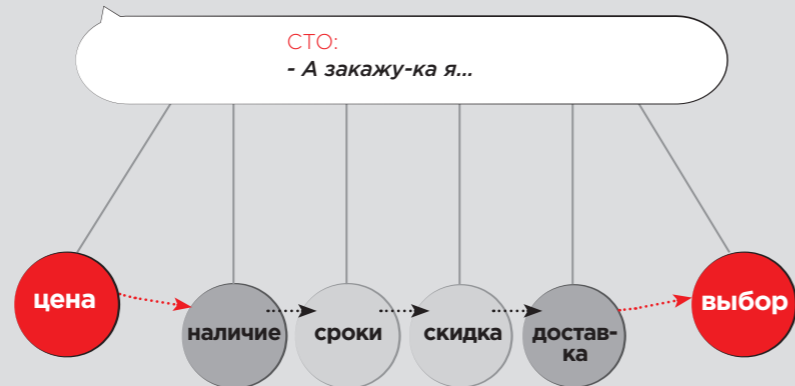 СТО:
- А закажу-ка я...
цена
наличие
сроки
скидка
достав-
ка
выбор